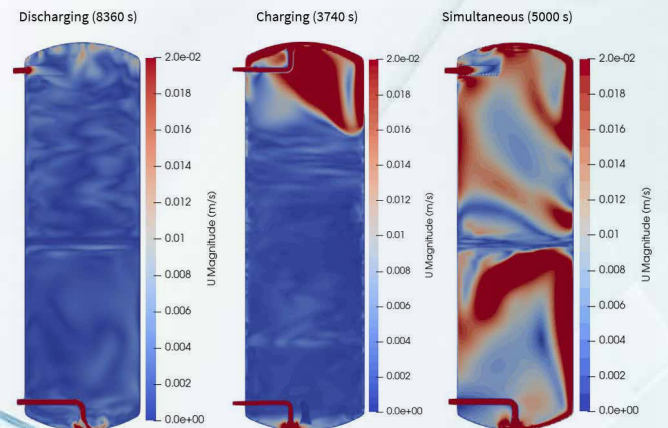 Discharging (8360 s)
Charging (3740 s)
Simultaneous (5000 s)
2.0e-02
0.018
0.016
0.014
0.012
0.01
0.008
0.006
0.004
0.002
0.0e+00
U Magnitude (m/s)
2.0e-02
0.018
0.016
0.014
0.012
0.01
0.008
0.006
0.004
0.002
0.0e+00
U Magnitude (m/s)
2.0e-02
0.018
0.016
0.014
0.012
0.01
0.008
0.006
0.004
0.002
0.0e+00
U Magnitude (m/s)